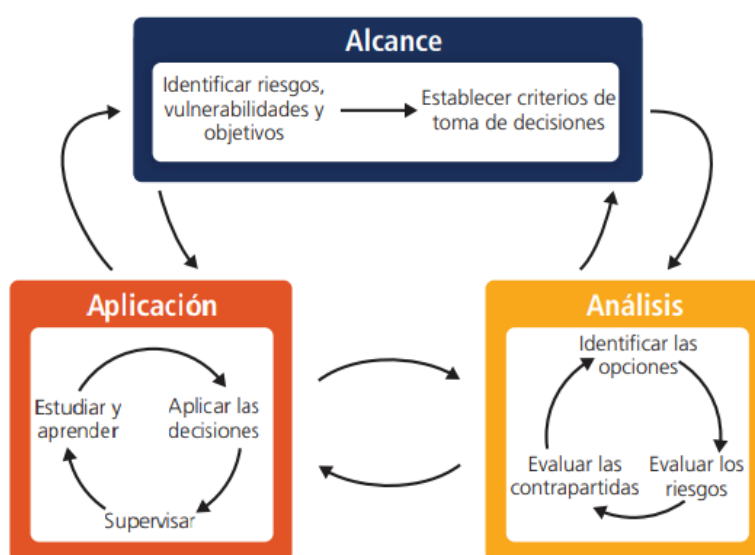 Alcance
Identificar riesgos,
vulnerabilidades y
objetivos
Establecer criterios de
toma de decisiones
Aplicación
Estudiar y
aprender
Aplicar las
decisiones
Supervisar
Análisis
Identificar las
opciones
Evaluar las
contrapartidas
Evaluar los
riesgos